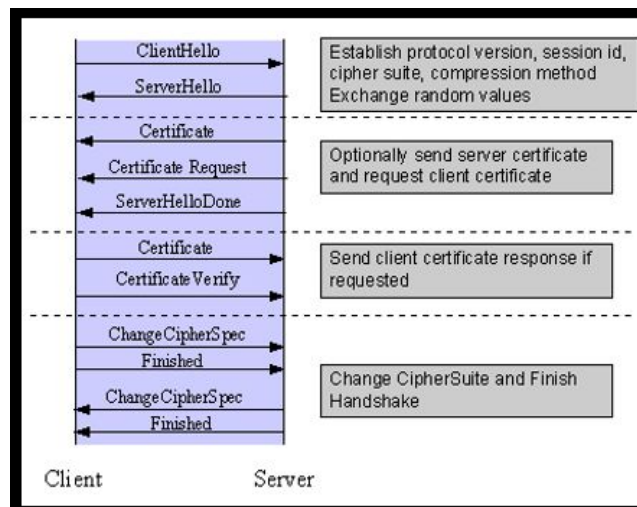 ClientHello
ServerHello
Establish protocol version, session id,
cipher suite, compression method
Exchange random values
Certificate
Certificate Request
ServerHelloDone
Optionally send server certificate
and request client certificate
Certificate
CertificateVerify
Send client certificate response if
requested
ChangeCipherSpec
Finished
ChangeCipherSpec
Finished
Change CipherSuite and Finish
Handshake
Client
Server